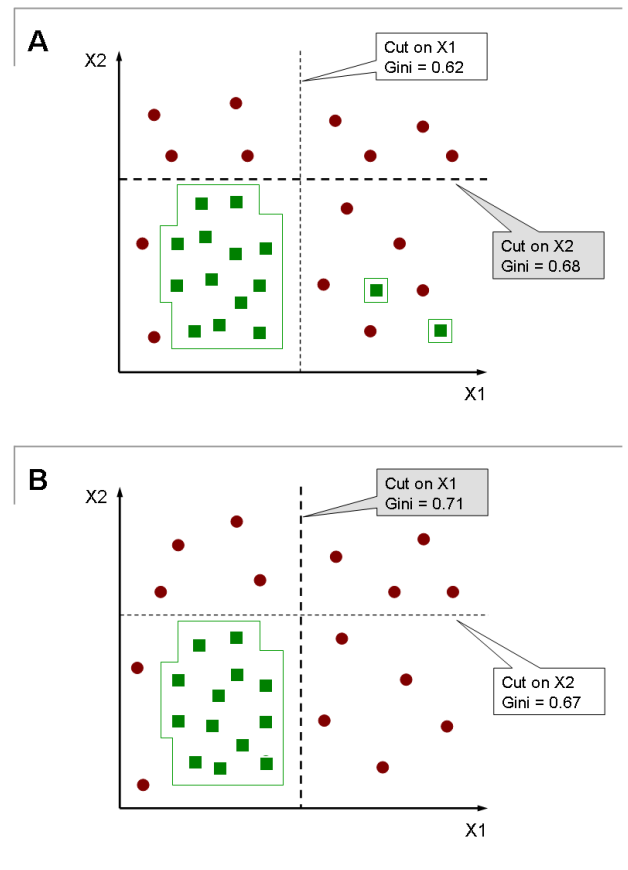 A
X2
Cut on X1
Gini = 0.62
Cut on X2
Gini = 0.68
X1
B
X2
Cut on X1
Gini = 0.71
Cut on X2
Gini = 0.67
X1